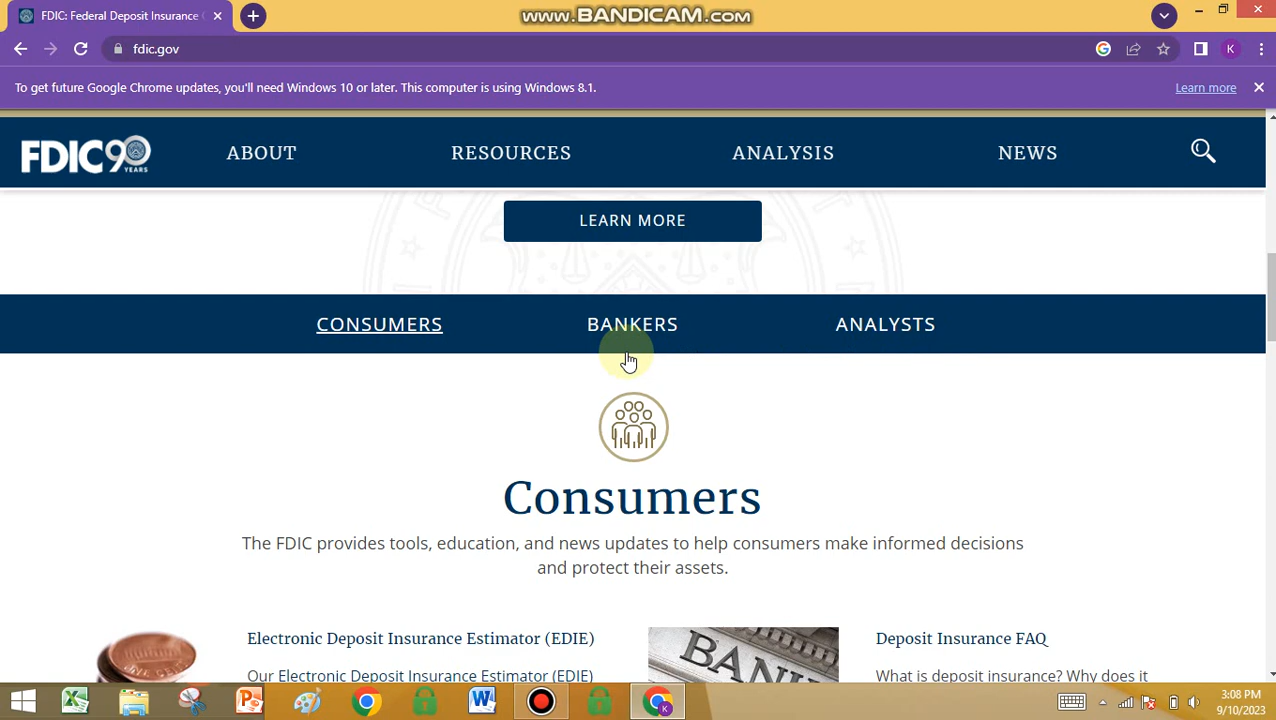 FDIC: Federal Deposit Insurance
www.BANDICAM.com
fdic.gov
K
To get future Google Chrome updates, you'll need Windows 10 or later. This computer is using Windows 8.1.
Learn more
FDIC90
YEARS
ABOUT
RESOURCES
ANALYSIS
NEWS
LEARN MORE
CONSUMERS
BANKERS
ANALYSTS
Consumers
The FDIC provides tools, education, and news updates to help consumers make informed decisions
and protect their assets.
Electronic Deposit Insurance Estimator (EDIE)
Our Electronic Deposit Insurance Estimator (EDIE)
ONE CENT
BAN
Deposit Insurance FAQ
What is deposit insurance? Why does it
3:08 PM
9/10/2023